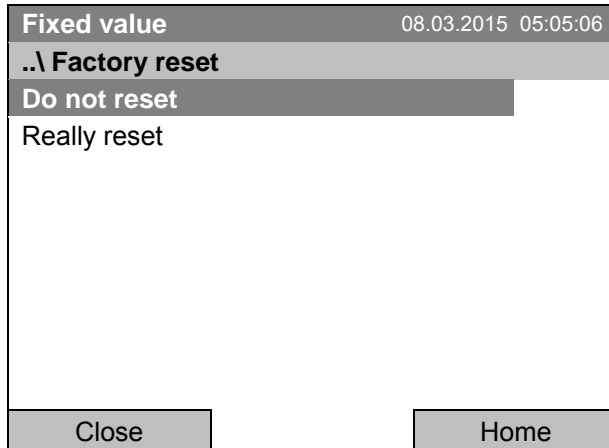 Fixed value 08.03.2015 05:05:06
..\ Factory reset
Do not reset
Really reset
Close Home